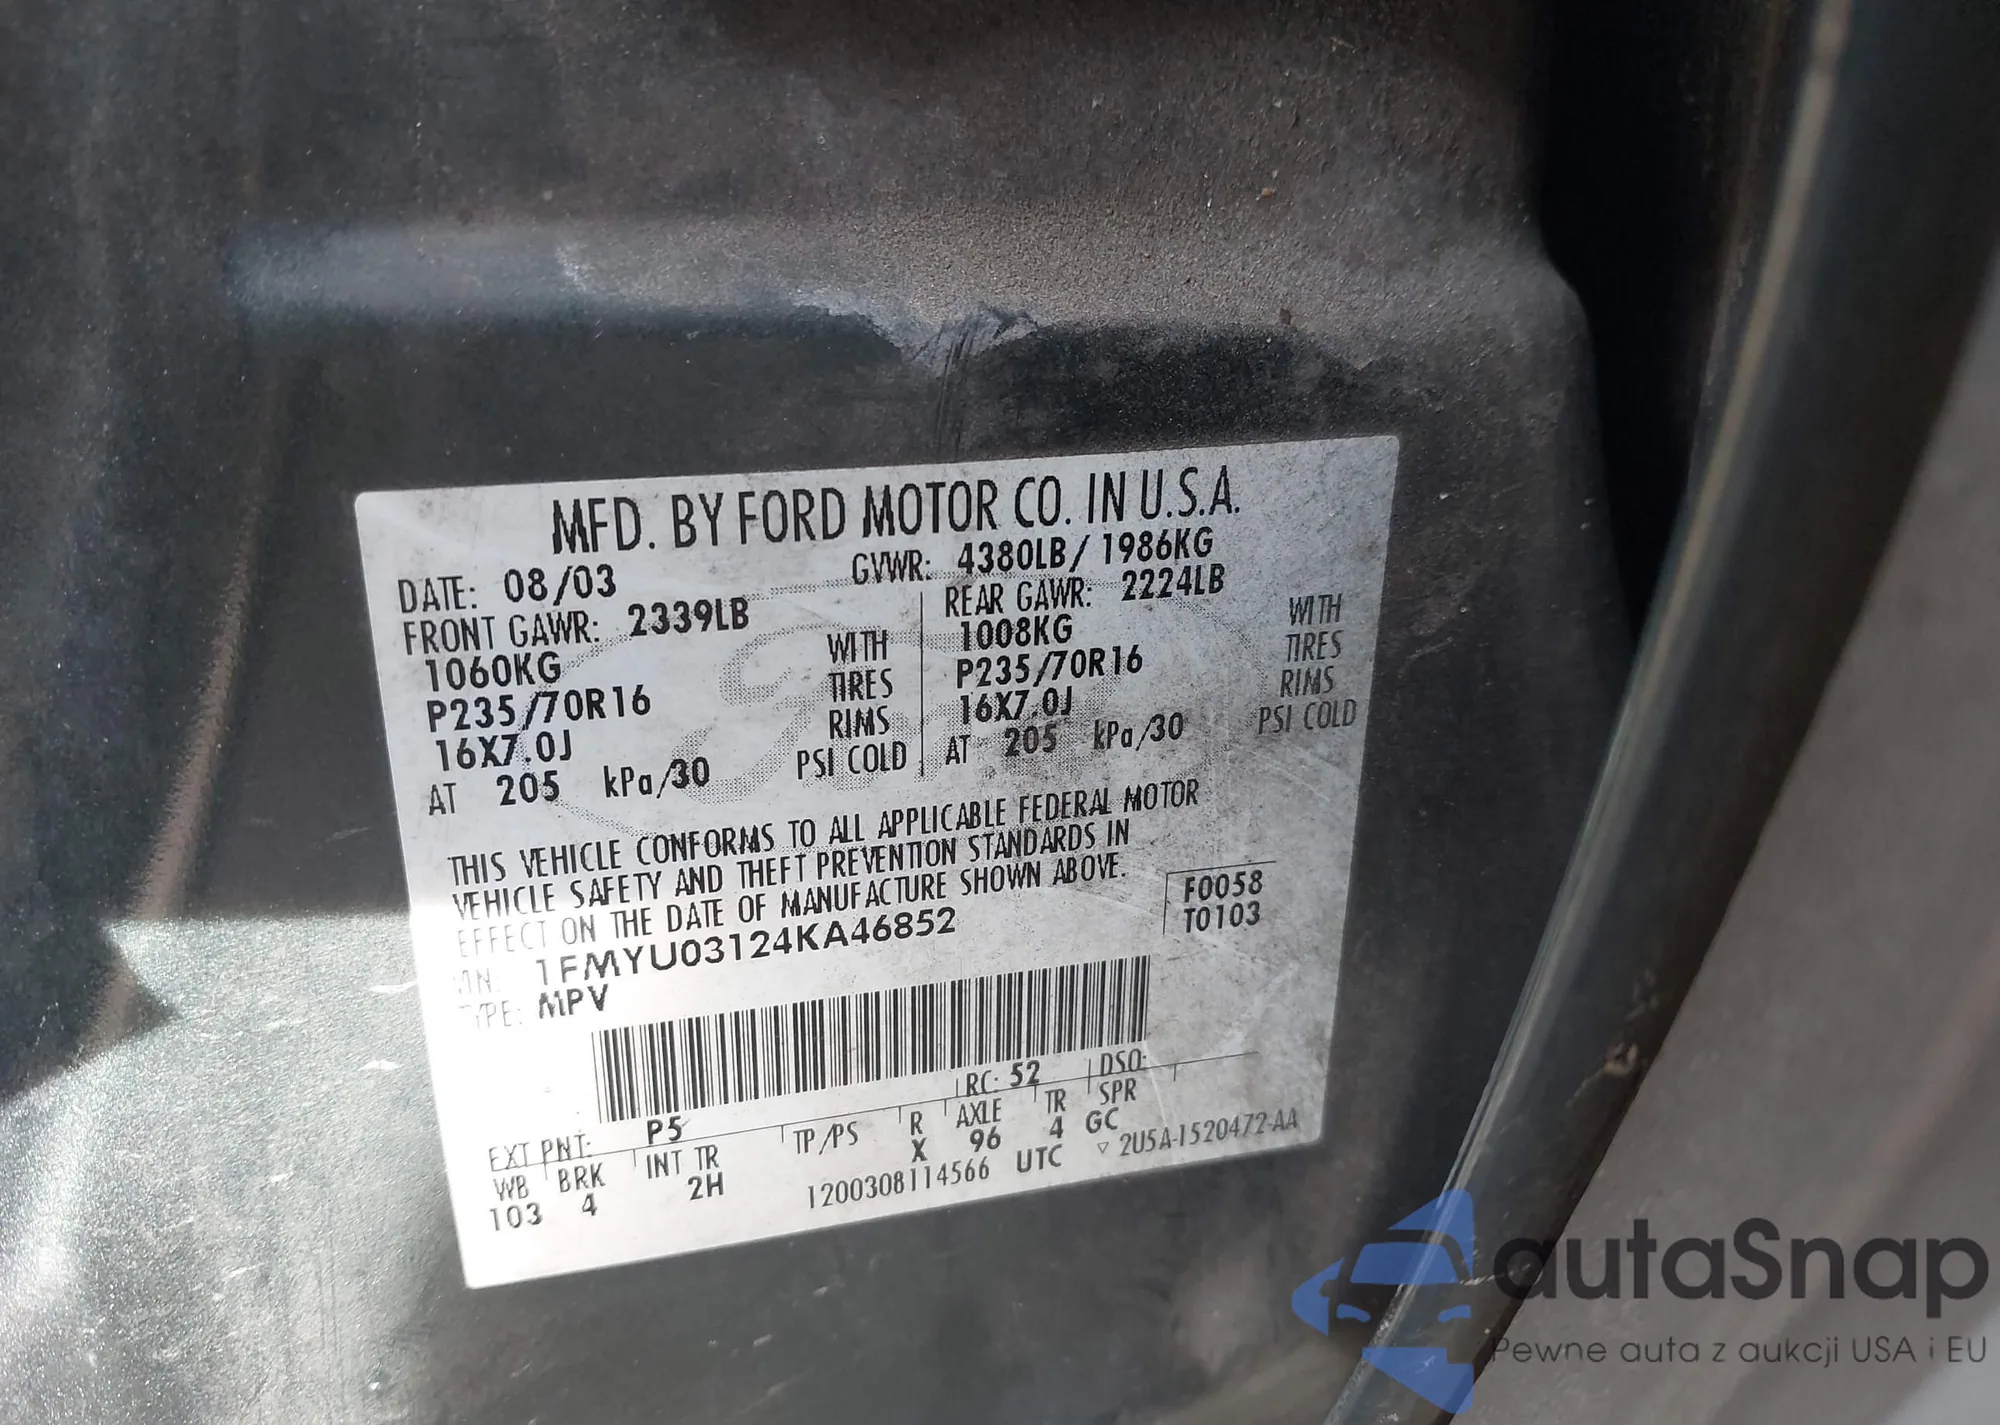 MFD. BY FORD MOTOR CO. IN U.S.A.
DATE: 08/03 GVWR: 4380LB/ 1986KG
FRONT GAWR: 2339LB REAR GAWR: 2224LB
1060KG WITH 1008KG WITH
P235/70R16 TIRES P235/70R16 TIRES
16X7.0J RIMS 16X7.0J RIMS
AT 205 kPa/30 PSI COLD AT 205 kPa/30 PSI COLD
THIS VEHICLE CONFORMS TO ALL APPLICABLE FEDERAL MOTOR
VEHICLE SAFETY AND THEFT PREVENTION STANDARDS IN
EFFECT ON THE DATE OF MANUFACTURE SHOWN ABOVE.
F0058
T0103
VIN: 1FMYU03124KA46852
TYPE: MPV
EXT PNT: P5 RC: 52 DSO:
WB BRK INT TR TP/PS R AXLE TR SPR
103 4 2H X 96 4 GC
1200308114566 UTC ▽ 2U5A-1520472-AA
autaSnap
Pewne auta z aukcji USA i EU